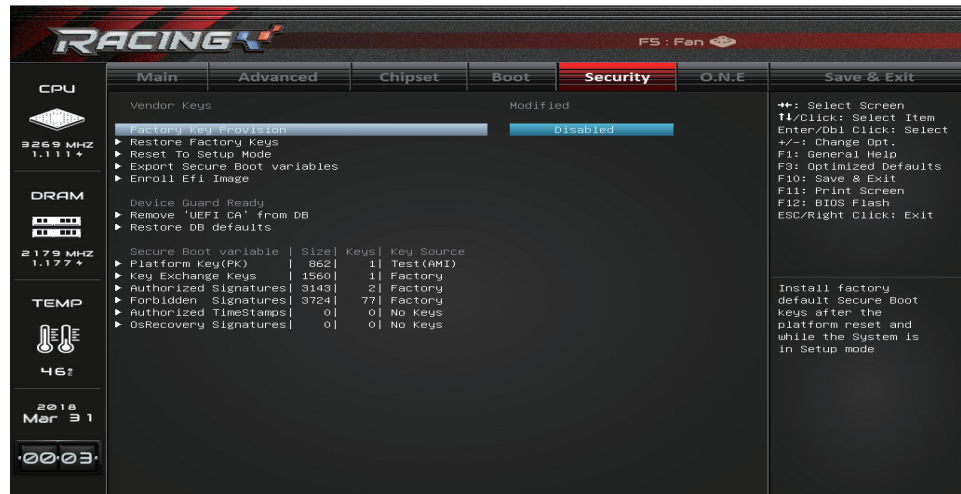 RACING
F5 : Fan
Main Advanced Chipset Boot Security O.N.E Save & Exit
CPU
3269 MHZ
1.111
DRAM
2179 MHZ
1.177
TEMP
46
2018
Mar 31
00:03
Vendor Keys Modified
Factory Key Provision Disabled
Restore Factory Keys
Reset To Setup Mode
Export Secure Boot variables
Enroll Efi Image
Device Guard Ready
Remove 'UEFI CA' from DB
Restore DB defaults
Secure Boot variable | Size| Keys| Key Source
Platform Key(PK) | 862| 1| Test(AMI)
Key Exchange Keys | 1560| 1| Factory
Authorized Signatures| 3143| 2| Factory
Forbidden Signatures| 3724| 77| Factory
Authorized TimeStamps| 0| 0| No Keys
OsRecovery Signatures| 0| 0| No Keys
→←: Select Screen
↑↓/Click: Select Item
Enter/Dbl Click: Select
+/-: Change Opt.
F1: General Help
F3: Optimized Defaults
F10: Save & Exit
F11: Print Screen
F12: BIOS Flash
ESC/Right Click: Exit
Install factory
default Secure Boot
keys after the
platform reset and
while the System is
in Setup mode